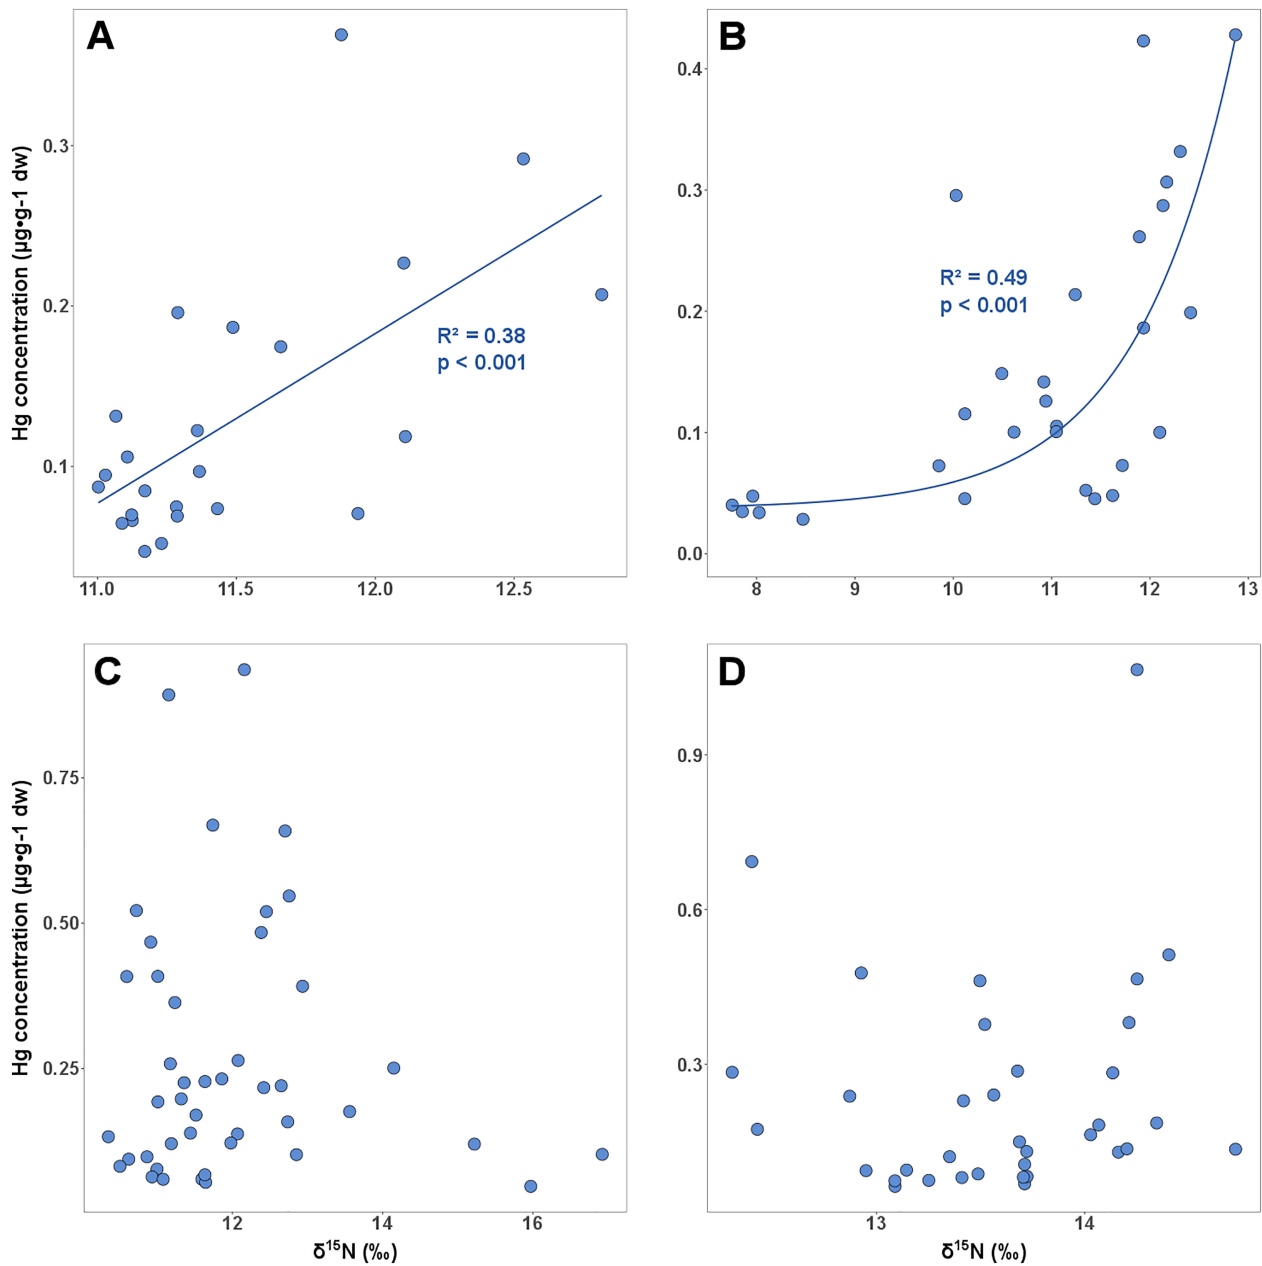 A
Hg concentration (µg•g-1 dw)
0.3
0.2
0.1
R² = 0.38
p < 0.001
11.0 11.5 12.0 12.5
B
0.4
0.3
0.2
0.1
0.0
R² = 0.49
p < 0.001
8 9 10 11 12 13
C
Hg concentration (µg•g-1 dw)
0.75
0.50
0.25
12 14 16
δ¹⁵N (‰)
D
0.9
0.6
0.3
13 14
δ¹⁵N (‰)